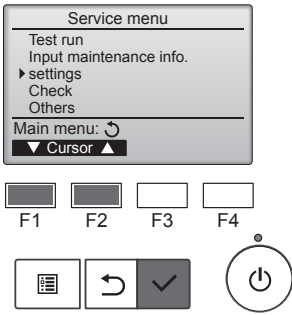 Service menu
Test run
Input maintenance info.
settings
Check
Others
Main menu:
Cursor
F1 F2 F3 F4